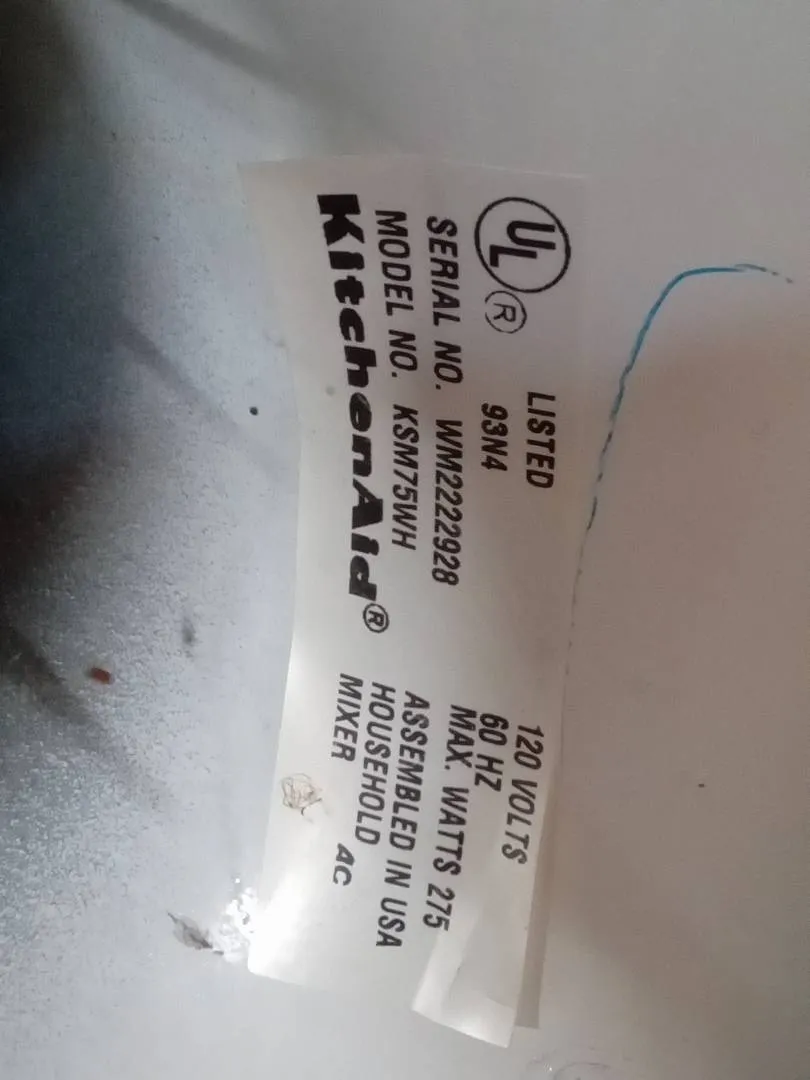 UL ® LISTED
93N4
SERIAL NO. WM2222928
MODEL NO. KSM75WH
KitchenAid®
120 VOLTS
60 HZ
MAX. WATTS 275
ASSEMBLED IN USA
HOUSEHOLD
MIXER 4C